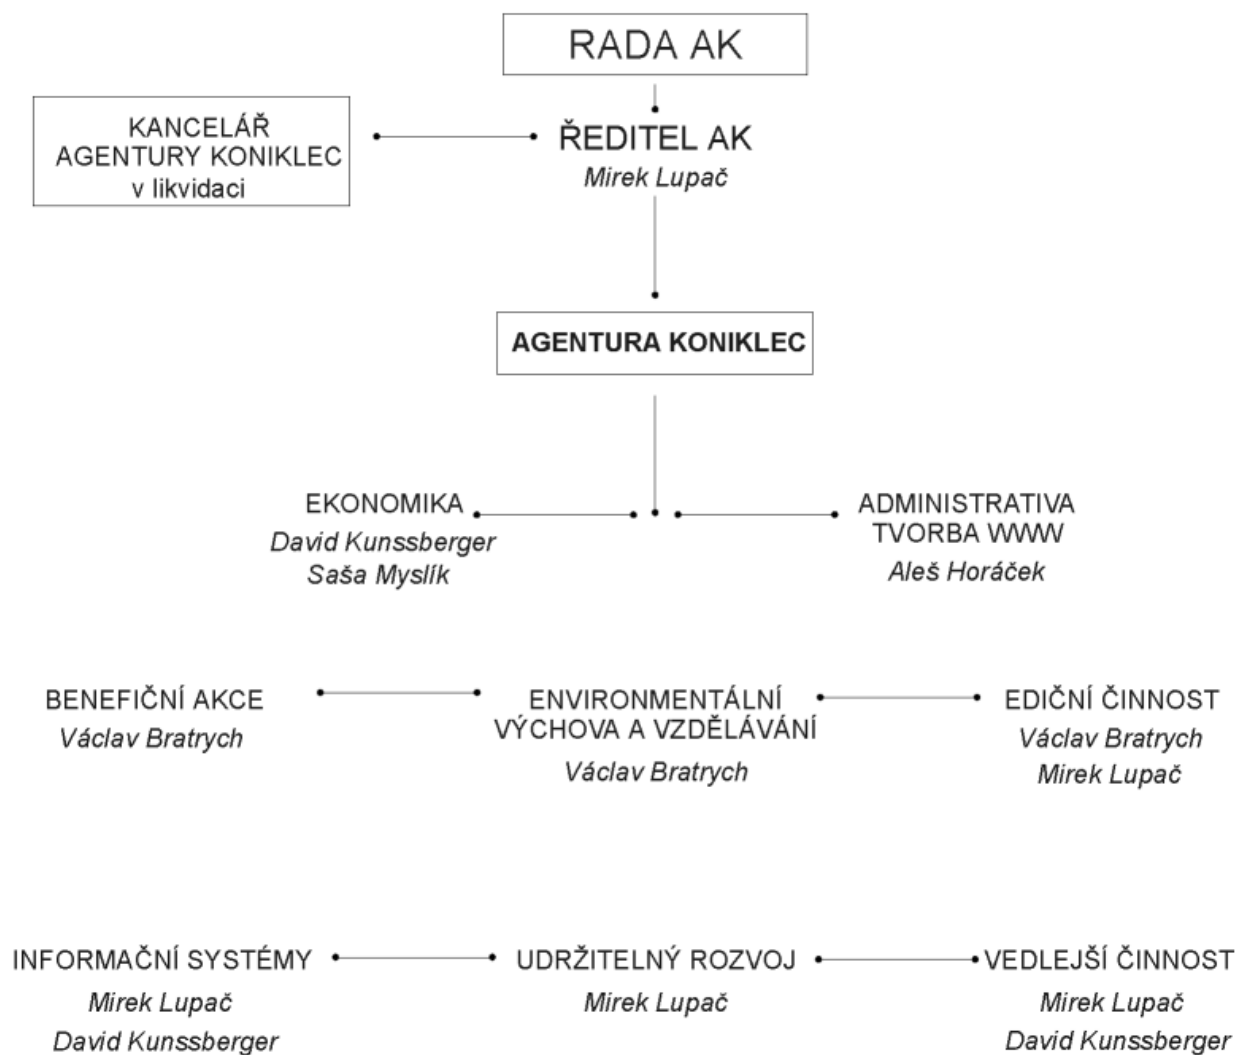 RADA AK
KANCELÁŘ
AGENTURY KONIKLEC
v likvidaci
ŘEDITEL AK
Mirek Lupač
AGENTURA KONIKLEC
EKONOMIKA
David Kunssberger
Saša Myslík
ADMINISTRATIVA
TVORBA WWW
Aleš Horáček
BENEFIČNÍ AKCE
Václav Bratrych
ENVIRONMENTÁLNÍ
VÝCHOVA A VZDĚLÁVÁNÍ
Václav Bratrych
EDIČNÍ ČINNOST
Václav Bratrych
Mirek Lupač
INFORMAČNÍ SYSTÉMY
Mirek Lupač
David Kunssberger
UDRŽITELNÝ ROZVOJ
Mirek Lupač
VEDLEJŠÍ ČINNOST
Mirek Lupač
David Kunssberger